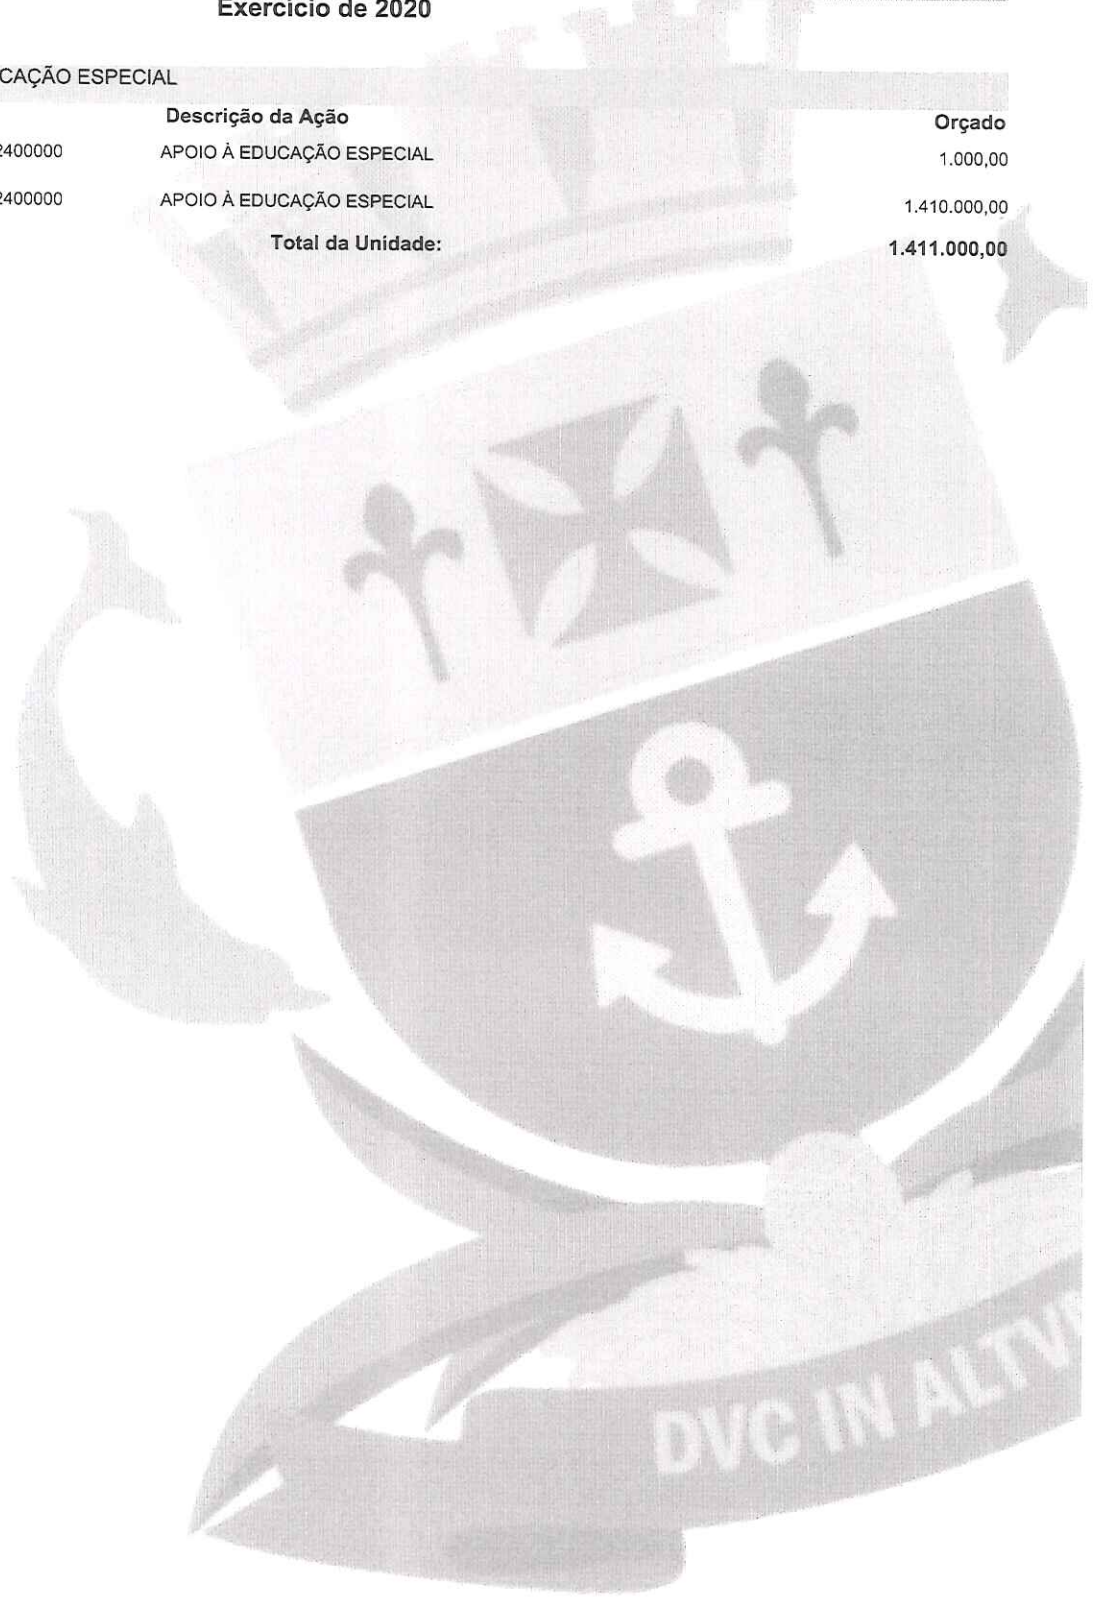 Exercício de 2020
CAÇÃO ESPECIAL
Descrição da Ação Orçado
2400000 APOIO À EDUCAÇÃO ESPECIAL 1.000,00
2400000 APOIO À EDUCAÇÃO ESPECIAL 1.410.000,00
Total da Unidade: 1.411.000,00
DVC IN ALTV